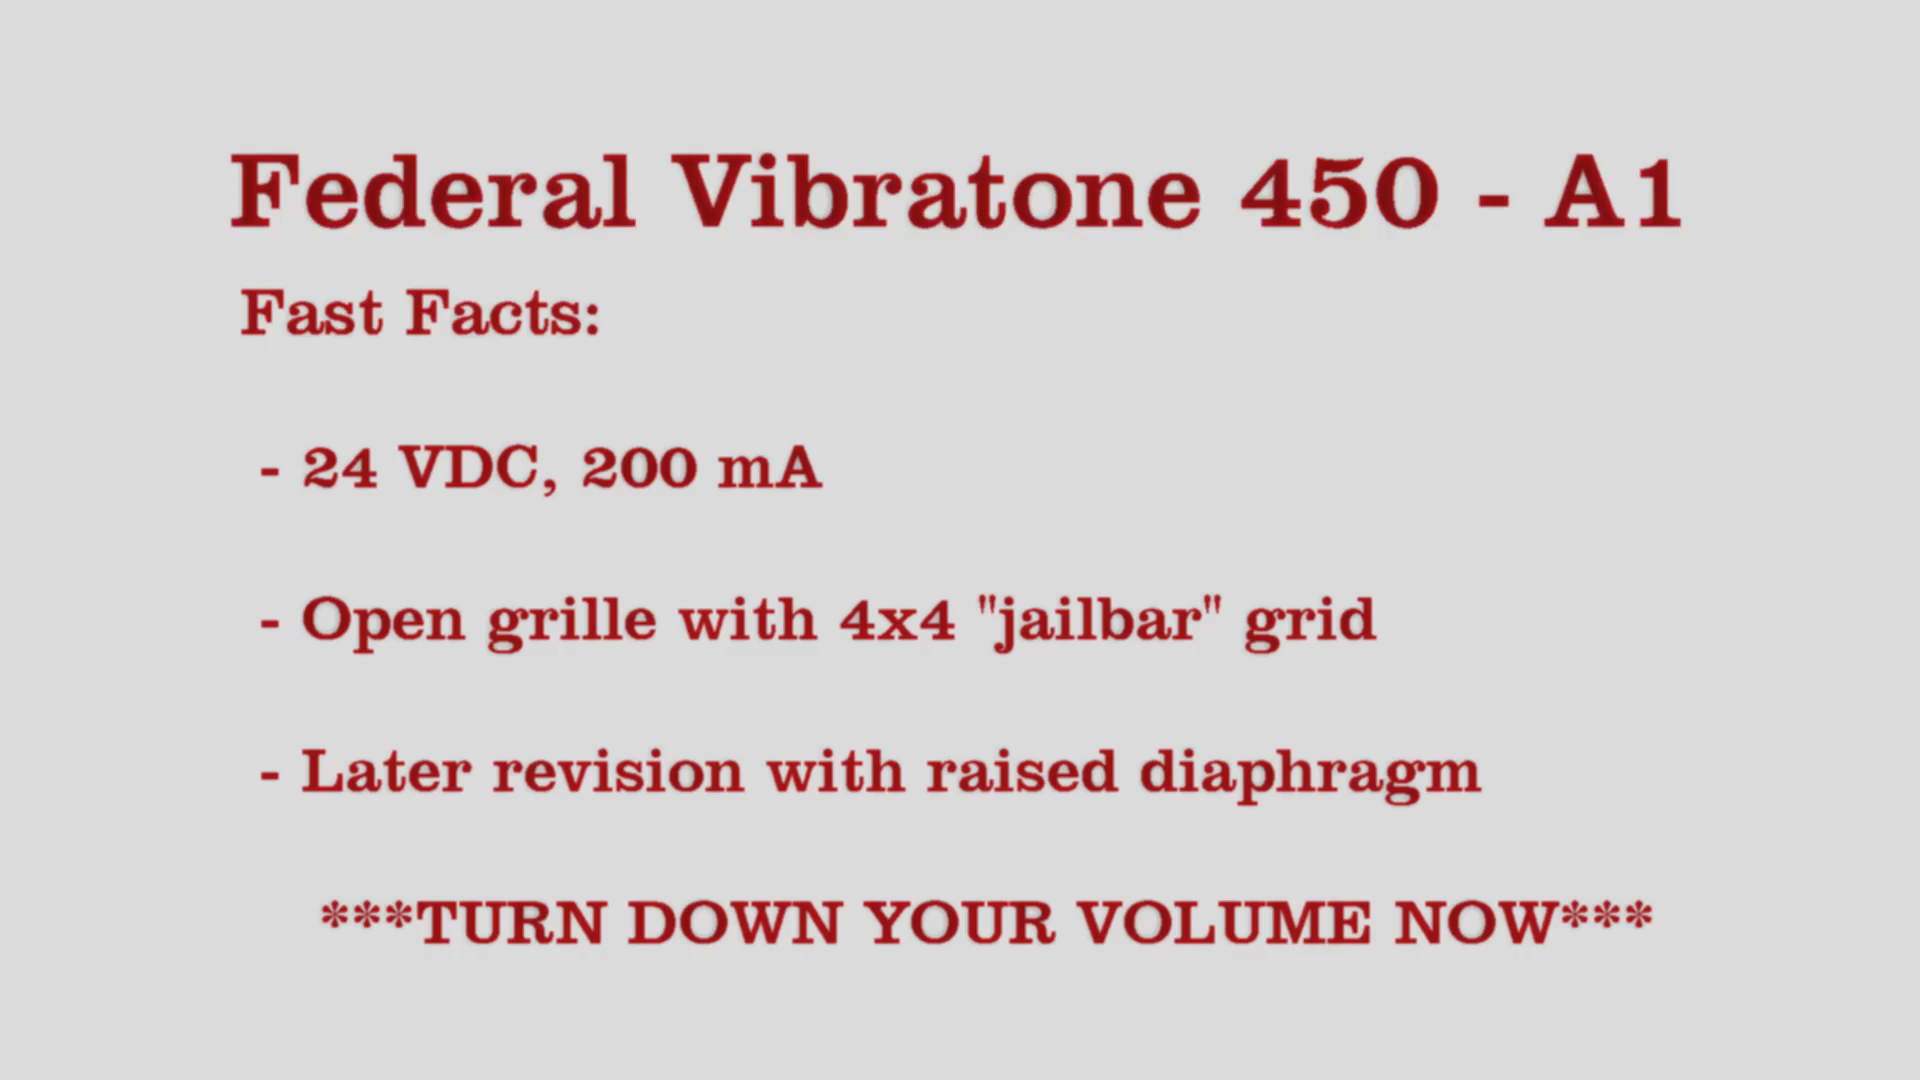 Federal Vibratone 450 - A1
Fast Facts:
- 24 VDC, 200 mA
- Open grille with 4x4 "jailbar" grid
- Later revision with raised diaphragm
***TURN DOWN YOUR VOLUME NOW***